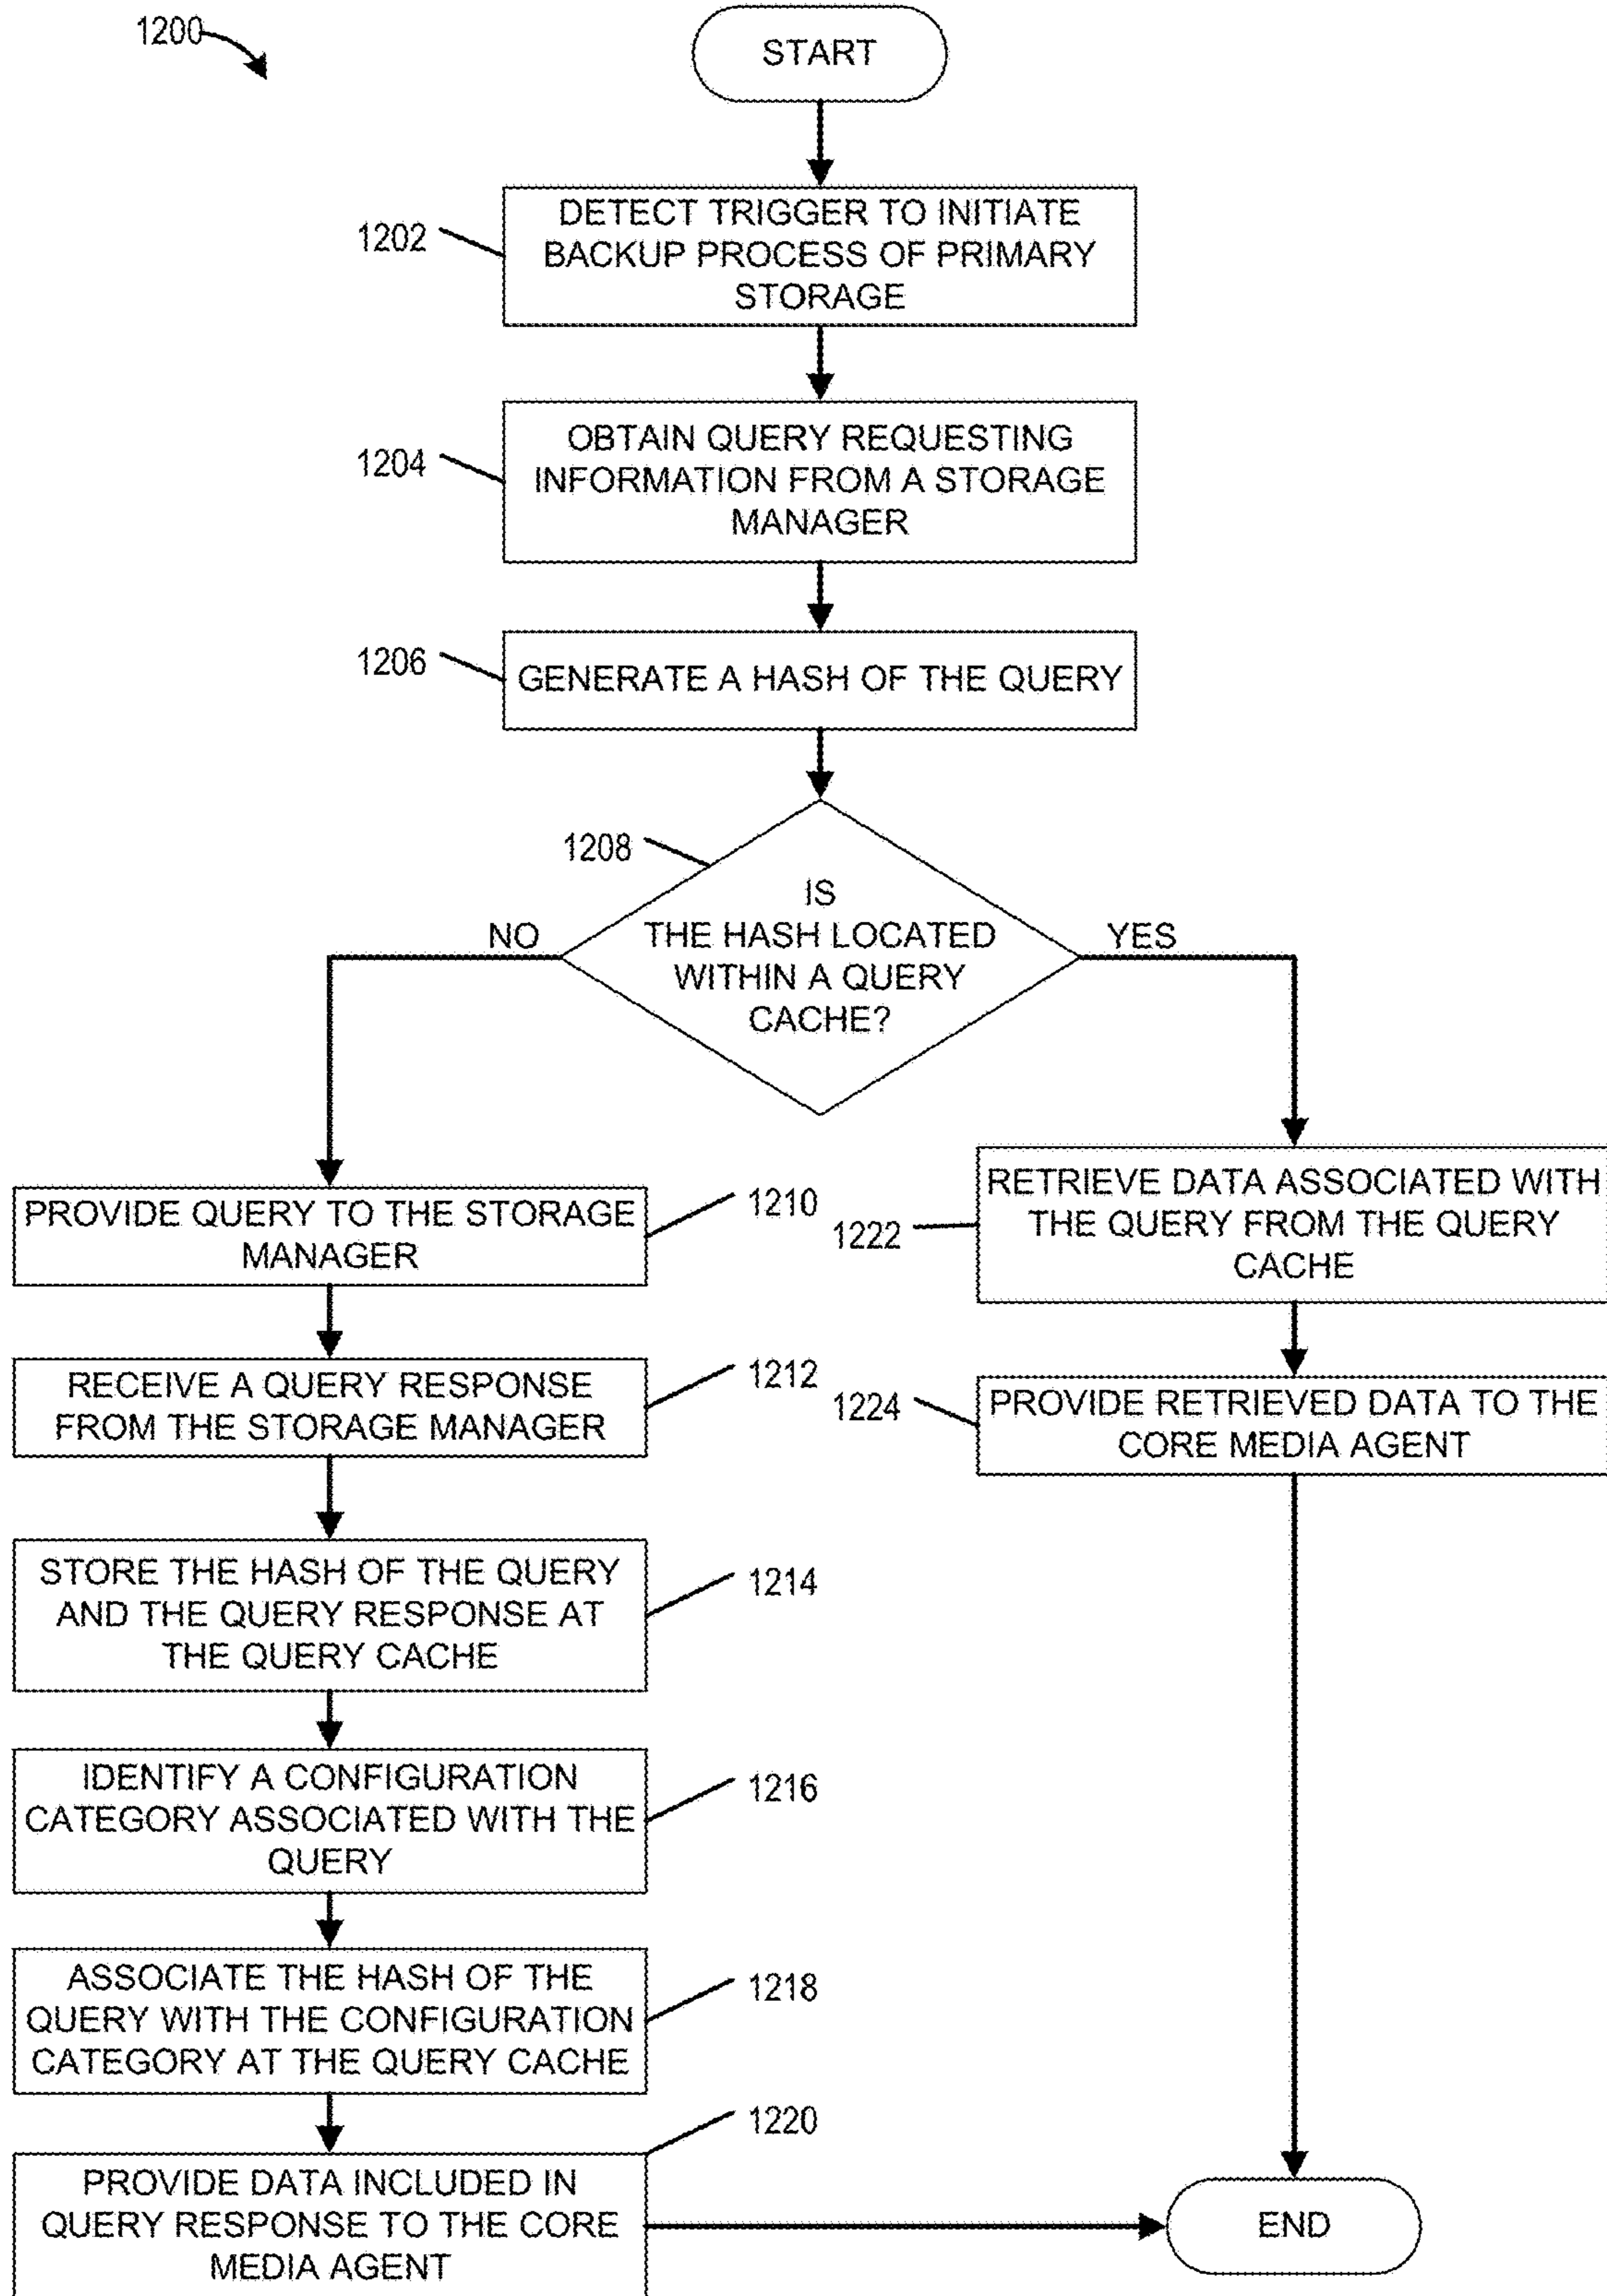 1200
START
1202
DETECT TRIGGER TO INITIATE
BACKUP PROCESS OF PRIMARY
STORAGE
1204
OBTAIN QUERY REQUESTING
INFORMATION FROM A STORAGE
MANAGER
1206
GENERATE A HASH OF THE QUERY
1208
IS
THE HASH LOCATED
WITHIN A QUERY
CACHE?
NO
YES
PROVIDE QUERY TO THE STORAGE
MANAGER
1210
RECEIVE A QUERY RESPONSE
FROM THE STORAGE MANAGER
1212
STORE THE HASH OF THE QUERY
AND THE QUERY RESPONSE AT
THE QUERY CACHE
1214
IDENTIFY A CONFIGURATION
CATEGORY ASSOCIATED WITH THE
QUERY
1216
ASSOCIATE THE HASH OF THE
QUERY WITH THE CONFIGURATION
CATEGORY AT THE QUERY CACHE
1218
PROVIDE DATA INCLUDED IN
QUERY RESPONSE TO THE CORE
MEDIA AGENT
1220
1222
RETRIEVE DATA ASSOCIATED WITH
THE QUERY FROM THE QUERY
CACHE
1224
PROVIDE RETRIEVED DATA TO THE
CORE MEDIA AGENT
END